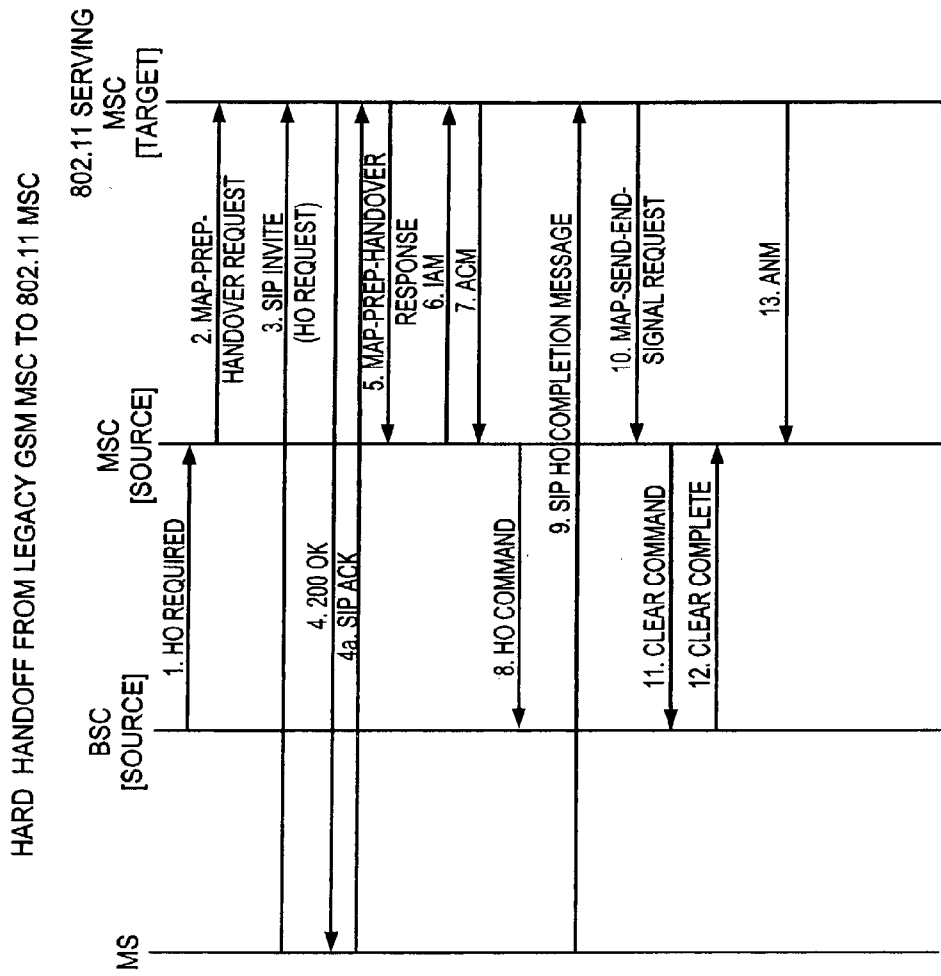 HARD HANDOFF FROM LEGACY GSM MSC TO 802.11 MSC
MS
BSC
[SOURCE]
MSC
[SOURCE]
802.11 SERVING
MSC
[TARGET]
1. HO REQUIRED
2. MAP-PREP-
HANDOVER REQUEST
3. SIP INVITE
(HO REQUEST)
4. 200 OK
4a. SIP ACK
5. MAP-PREP-HANDOVER
RESPONSE
6. IAM
7. ACM
8. HO COMMAND
9. SIP HO COMPLETION MESSAGE
10. MAP-SEND-END-
SIGNAL REQUEST
11. CLEAR COMMAND
12. CLEAR COMPLETE
13. ANM